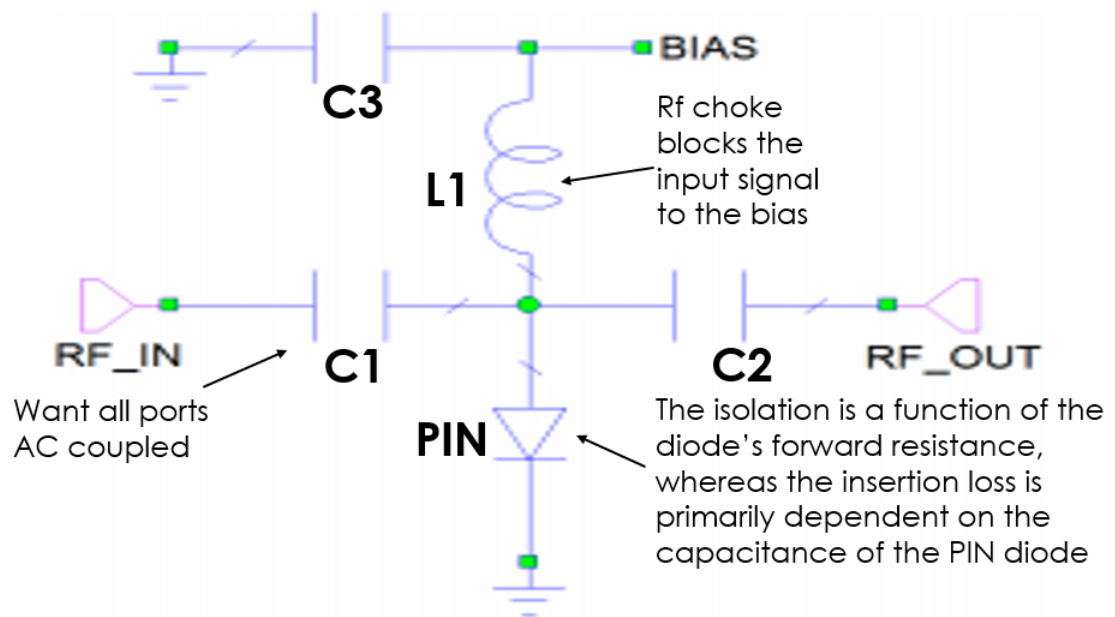 BIAS
C3
Rf choke
blocks the
input signal
to the bias
L1
RF_IN
C1
C2
RF_OUT
Want all ports
AC coupled
PIN
The isolation is a function of the
diode’s forward resistance,
whereas the insertion loss is
primarily dependent on the
capacitance of the PIN diode